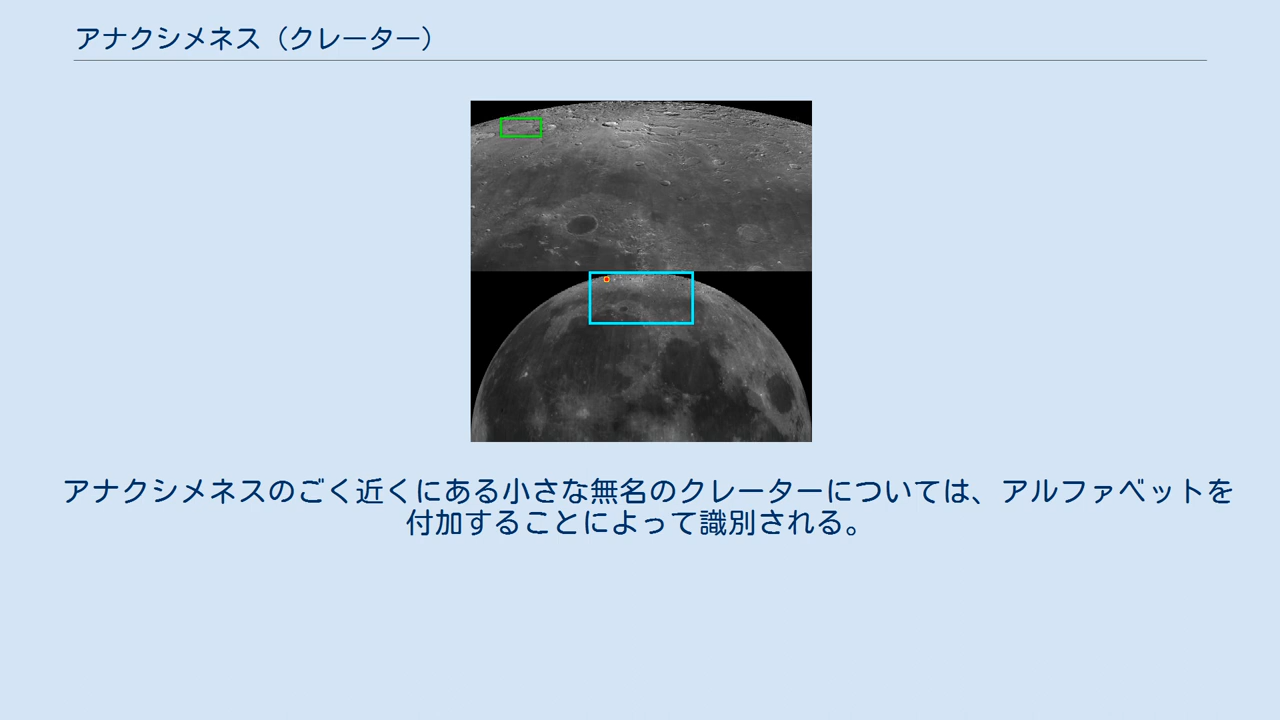 アナクシメネス（クレーター）
アナクシメネスのごく近くにある小さな無名のクレーターについては、アルファベットを
付加することによって識別される。